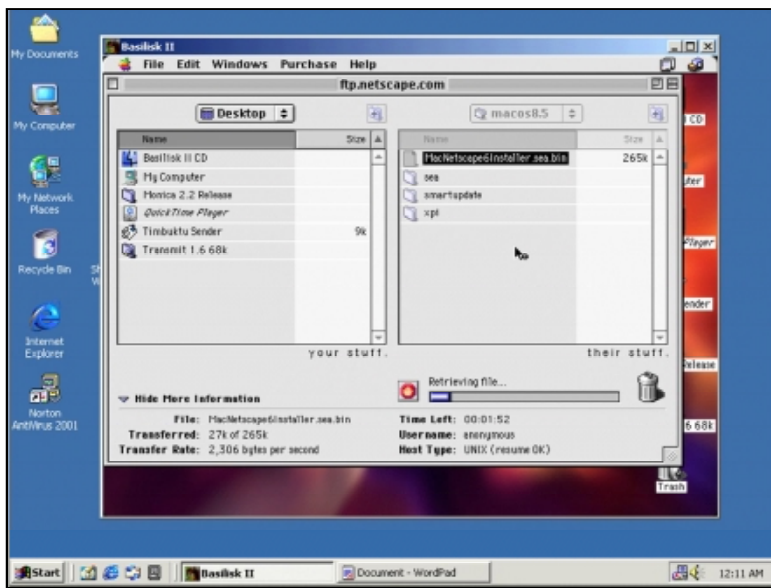 My Documents
My Computer
My Network
Places
Recycle Bin
Internet
Explorer
Norton
AntiVirus 2001
Basilisk II
File Edit Windows Purchase Help
ftp.netscape.com
Desktop
macos8.5
Name Size
Basilisk II CD
My Computer
Monica 2.2 Release
QuickTime Player
Timbuktu Sender 9k
Transmit 1.6 68k
your stuff.
Name Size
MacNetscape6Installer.sea.bin 265k
sea
smartupdate
xpi
their stuff.
Retrieving file...
Hide More Information
File: MacNetscape6Installer.sea.bin
Transferred: 27k of 265k
Transfer Rate: 2,306 bytes per second
Time Left: 00:01:52
Username: anonymous
Host Type: UNIX (resume OK)
CD
Player
ender
Release
6 68k
Trash
Start
Basilisk II
Document - WordPad
12:11 AM